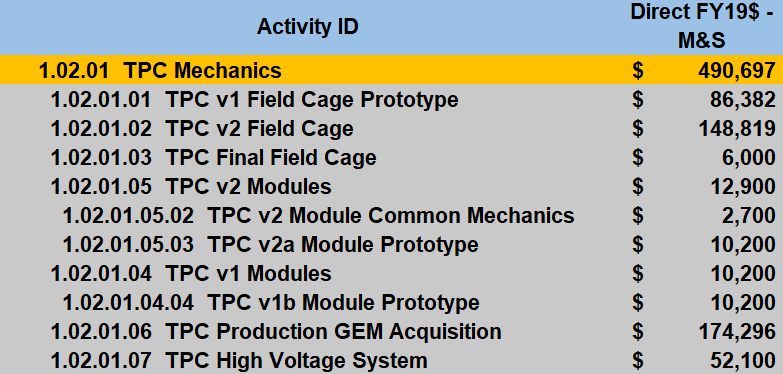 Activity ID Direct FY19$ -
M&S
1.02.01 TPC Mechanics $ 490,697
1.02.01.01 TPC v1 Field Cage Prototype $ 86,382
1.02.01.02 TPC v2 Field Cage $ 148,819
1.02.01.03 TPC Final Field Cage $ 6,000
1.02.01.05 TPC v2 Modules $ 12,900
1.02.01.05.02 TPC v2 Module Common Mechanics $ 2,700
1.02.01.05.03 TPC v2a Module Prototype $ 10,200
1.02.01.04 TPC v1 Modules $ 10,200
1.02.01.04.04 TPC v1b Module Prototype $ 10,200
1.02.01.06 TPC Production GEM Acquisition $ 174,296
1.02.01.07 TPC High Voltage System $ 52,100